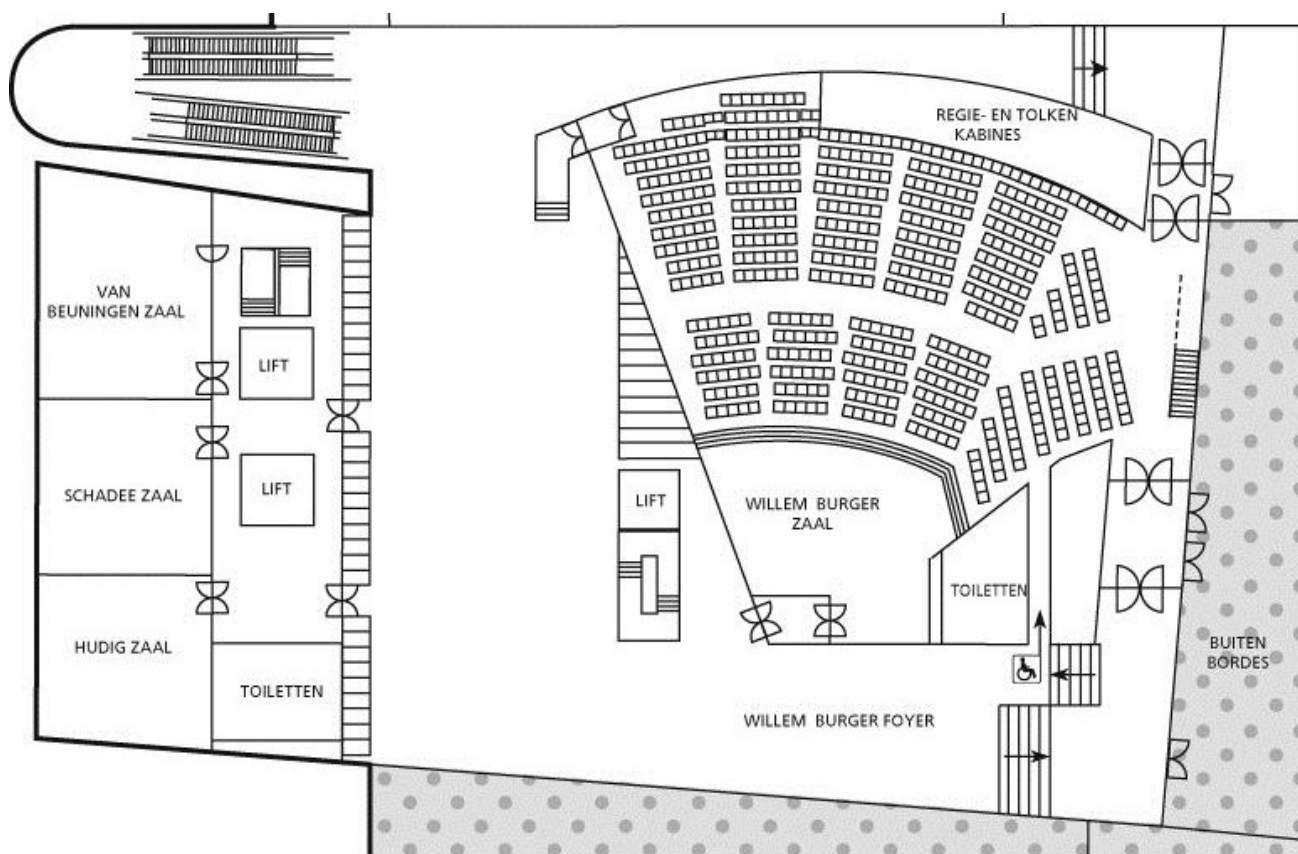 REGIE- EN TOLKEN
KABINES
VAN
BEUNINGEN ZAAL
LIFT
SCHADEE ZAAL
LIFT
LIFT
WILLEM BURGER
ZAAL
TOILETTEN
HUDIG ZAAL
TOILETTEN
BUITEN
BORDES
WILLEM BURGER FOYER